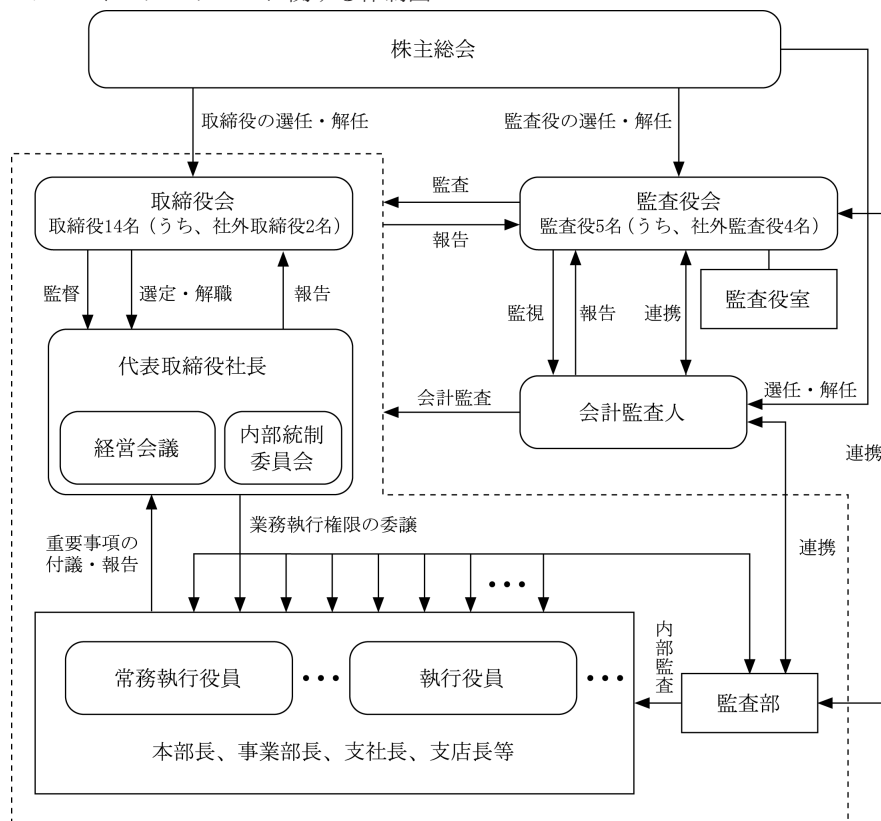 株主総会
取締役の選任・解任
監査役の選任・解任
取締役会
取締役14名（うち、社外取締役2名）
監査
報告
監査役会
監査役5名（うち、社外監査役4名）
監査役室
監督
選定・解職
報告
監視
報告
連携
代表取締役社長
経営会議
内部統制
委員会
会計監査
会計監査人
選任・解任
連携
重要事項の
付議・報告
業務執行権限の委譲
連携
常務執行役員
執行役員
本部長、事業部長、支社長、支店長等
内部監査
監査部